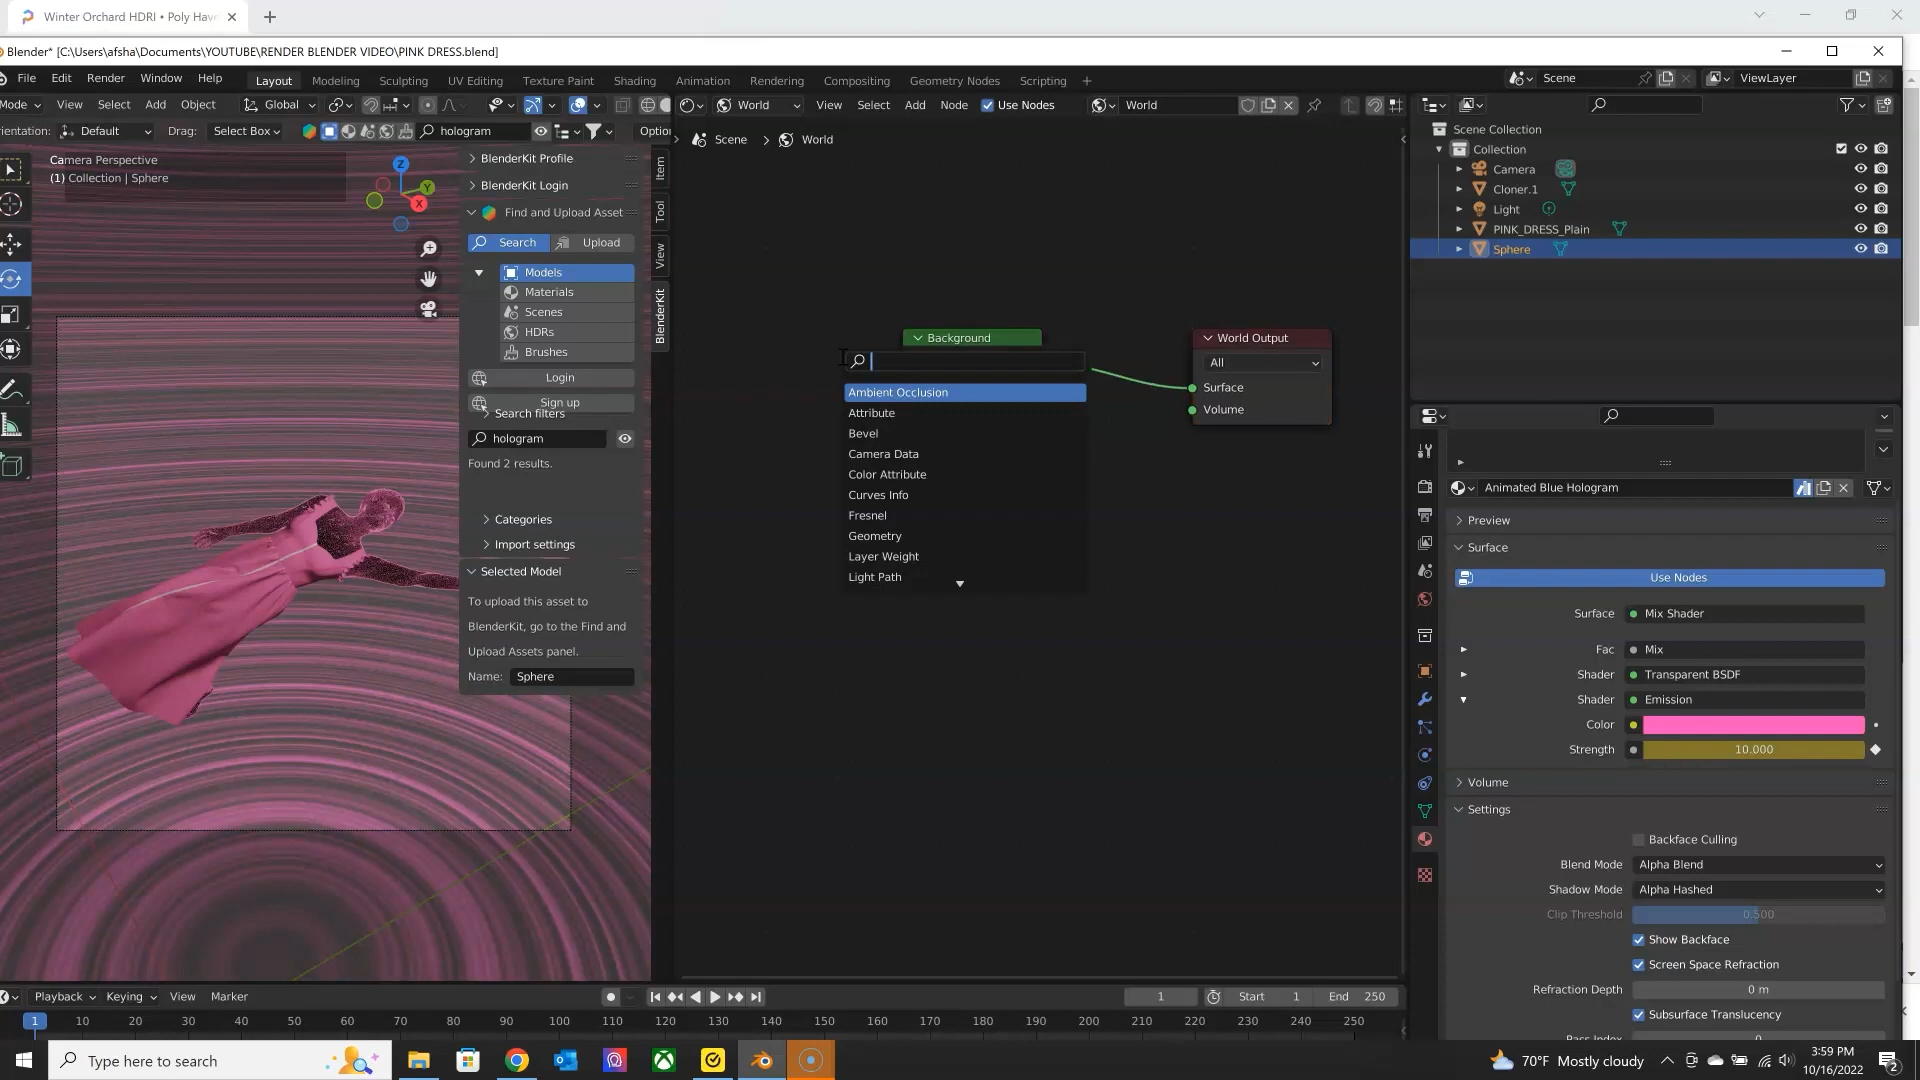 Winter Orchard HDRI • Poly Hav
Blender* [C:\Users\afsha\Documents\YOUTUBE\RENDER BLENDER VIDEO\PINK DRESS.blend]
File Edit Render Window Help Layout Modeling Sculpting UV Editing Texture Paint Shading Animation Rendering Compositing Geometry Nodes Scripting + Scene ViewLayer
Mode View Select Add Object Global World View Select Add Node Use Nodes World
Default Drag: Select Box hologram
Scene > World
Camera Perspective
(1) Collection | Sphere
Z
Y
X
BlenderKit Profile
BlenderKit Login
Find and Upload Asset
Search Upload
Models
Materials
Scenes
HDRs
Brushes
Login
Sign up
Search filters
hologram
Found 2 results.
Categories
Import settings
Selected Model
To upload this asset to
BlenderKit, go to the Find and
Upload Assets panel.
Name: Sphere
Item
Tool
View
BlenderKit
Background
Ambient Occlusion
Attribute
Bevel
Camera Data
Color Attribute
Curves Info
Fresnel
Geometry
Layer Weight
Light Path
World Output
All
Surface
Volume
Scene Collection
Collection
Camera
Cloner.1
Light
PINK_DRESS_Plain
Sphere
Animated Blue Hologram
Preview
Surface
Use Nodes
Surface Mix Shader
Fac Mix
Shader Transparent BSDF
Shader Emission
Color
Strength 10.000
Volume
Settings
Backface Culling
Blend Mode Alpha Blend
Shadow Mode Alpha Hashed
Clip Threshold 0.500
Show Backface
Screen Space Refraction
Refraction Depth 0 m
Subsurface Translucency
Playback Keying View Marker 1 Start 1 End 250
1 10 20 30 40 50 60 70 80 90 100 110 120 130 140 150 160 170 180 190 200 210 220 230 240 250
Type here to search
70°F Mostly cloudy
3:59 PM
10/16/2022
2